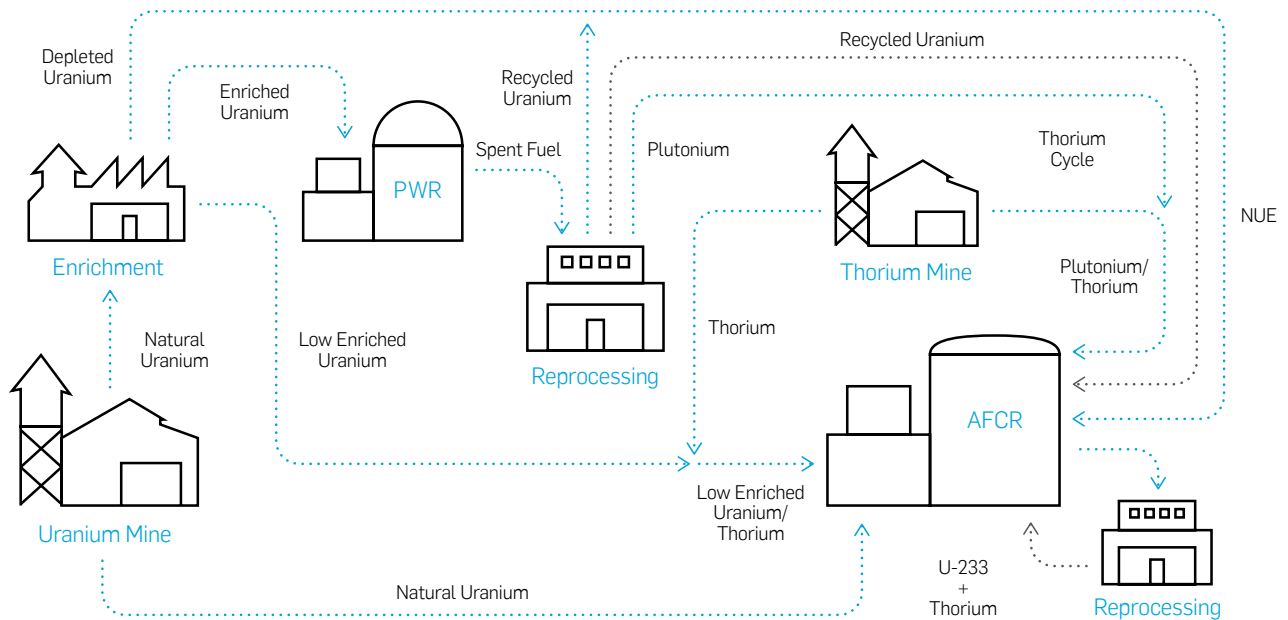 Recycled Uranium
Depleted
Uranium
Enriched
Uranium
Recycled
Uranium
Spent Fuel
Plutonium
Thorium
Cycle
PWR
NUE
Enrichment
Thorium Mine
Plutonium/
Thorium
Natural
Uranium
Low Enriched
Uranium
Thorium
Reprocessing
AFCR
Low Enriched
Uranium/
Thorium
Uranium Mine
Natural Uranium
U-233
+
Thorium
Reprocessing